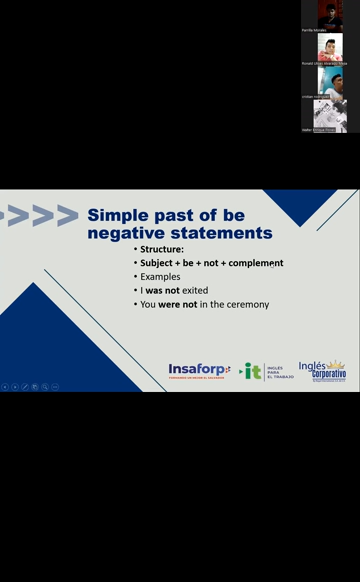 Simple past of be
negative statements
• Structure:
• Subject + be + not + complement
• Examples
• I was not exited
• You were not in the ceremony
Insaforp
it
INGLÉS
PARA
EL TRABAJO
Inglés
Corporativo